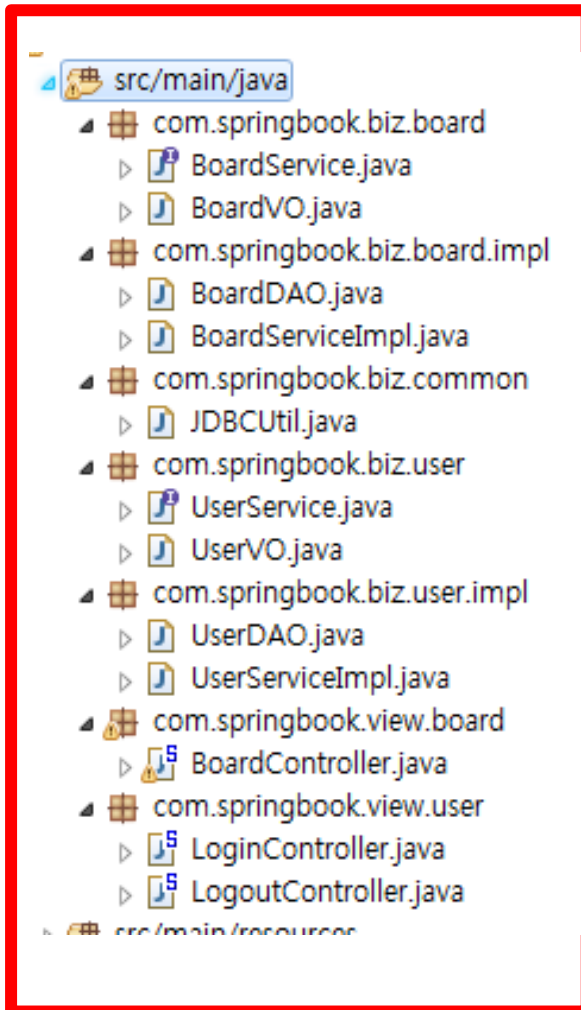 src/main/java
com.springbook.biz.board
BoardService.java
BoardVO.java
com.springbook.biz.board.impl
BoardDAO.java
BoardServiceImpl.java
com.springbook.biz.common
JDBCUtil.java
com.springbook.biz.user
UserService.java
UserVO.java
com.springbook.biz.user.impl
UserDAO.java
UserServiceImpl.java
com.springbook.view.board
BoardController.java
com.springbook.view.user
LoginController.java
LogoutController.java
src/main/resources